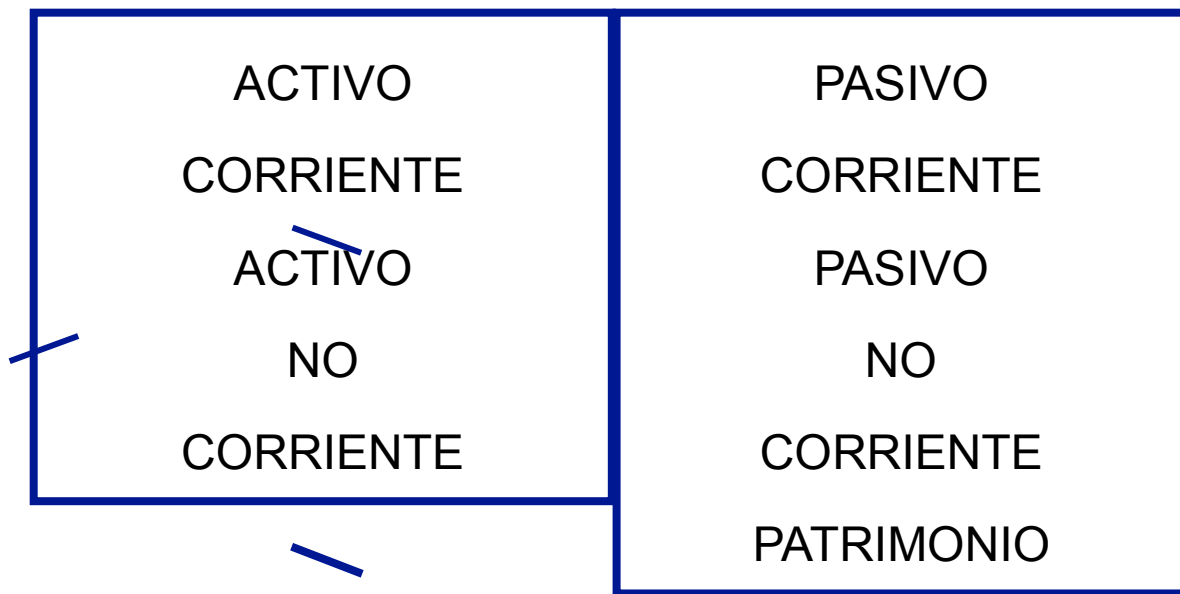 ACTIVO
CORRIENTE
ACTIVO
NO
CORRIENTE
PASIVO
CORRIENTE
PASIVO
NO
CORRIENTE
PATRIMONIO